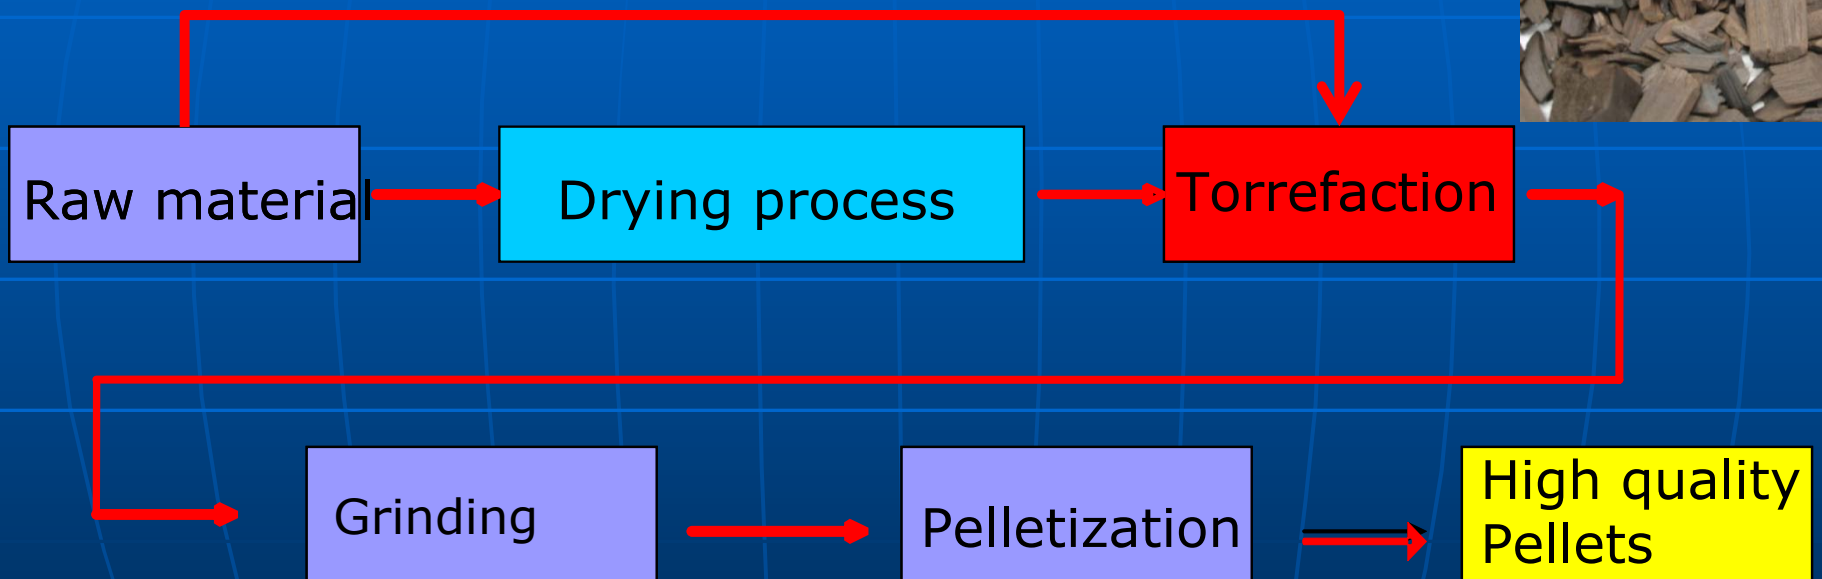 Raw material
Drying process
Torrefaction
Grinding
Pelletization
High quality
Pellets